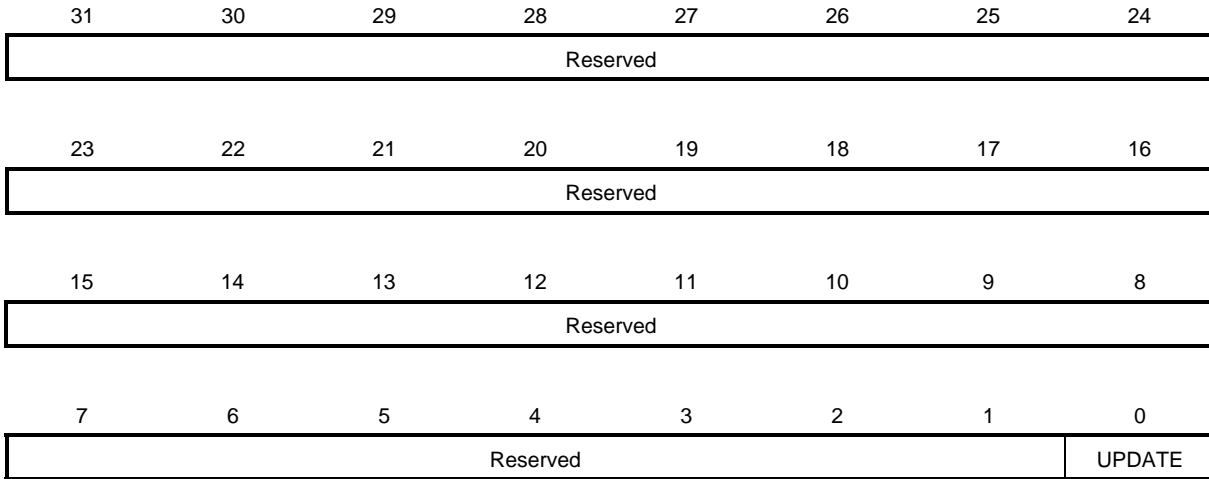 31 30 29 28 27 26 25 24
Reserved
23 22 21 20 19 18 17 16
Reserved
15 14 13 12 11 10 9 8
Reserved
7 6 5 4 3 2 1 0
Reserved UPDATE